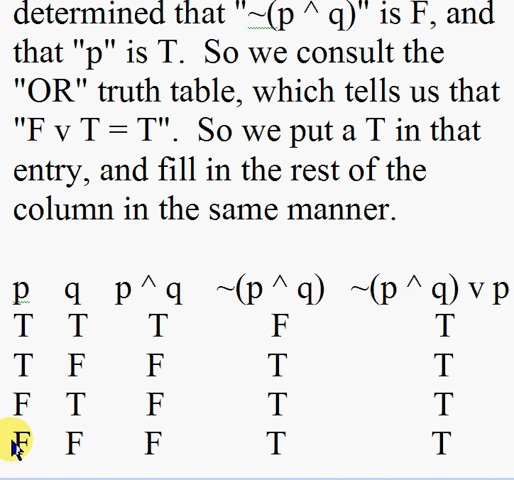 determined that "~(p ^ q)" is F, and
that "p" is T.  So we consult the
"OR" truth table, which tells us that
"F v T = T".  So we put a T in that
entry, and fill in the rest of the
column in the same manner.
p q p ^ q ~(p ^ q) ~(p ^ q) v p
T T T F T
T F F T T
F T F T T
F F F T T